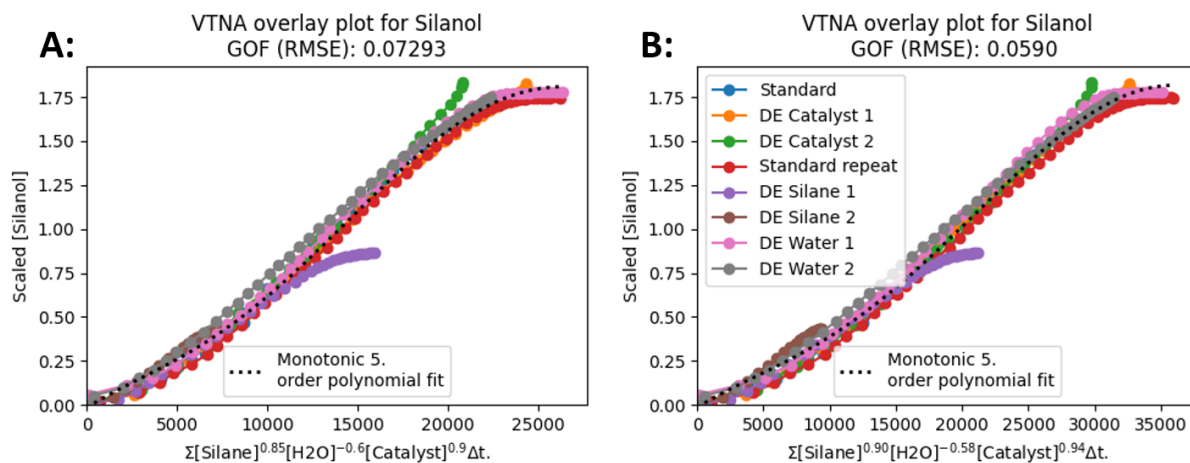 A:
VTNA overlay plot for Silanol
GOF (RMSE): 0.07293
Scaled [Silanol]
1.75
1.50
1.25
1.00
0.75
0.50
0.25
0.00
Monotonic 5.
order polynomial fit
0 5000 10000 15000 20000 25000
Σ[Silane]^0.85[H2O]^−0.6[Catalyst]^0.9Δt.
B:
VTNA overlay plot for Silanol
GOF (RMSE): 0.0590
Scaled [Silanol]
1.75
1.50
1.25
1.00
0.75
0.50
0.25
0.00
Standard
DE Catalyst 1
DE Catalyst 2
Standard repeat
DE Silane 1
DE Silane 2
DE Water 1
DE Water 2
Monotonic 5.
order polynomial fit
0 5000 10000 15000 20000 25000 30000 35000
Σ[Silane]^0.90[H2O]^−0.58[Catalyst]^0.94Δt.